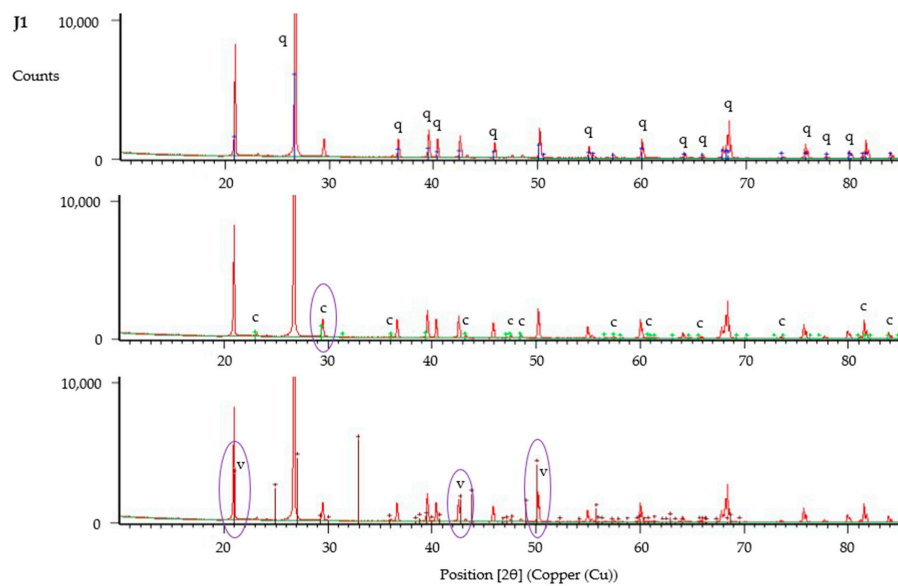 J1
10,000
Counts
0
q q q q q q q q q q q q q
20 30 40 50 60 70 80
10,000
0
c c c c c c c c c c c
20 30 40 50 60 70 80
10,000
0
v v v
20 30 40 50 60 70 80
Position [2θ] (Copper (Cu))